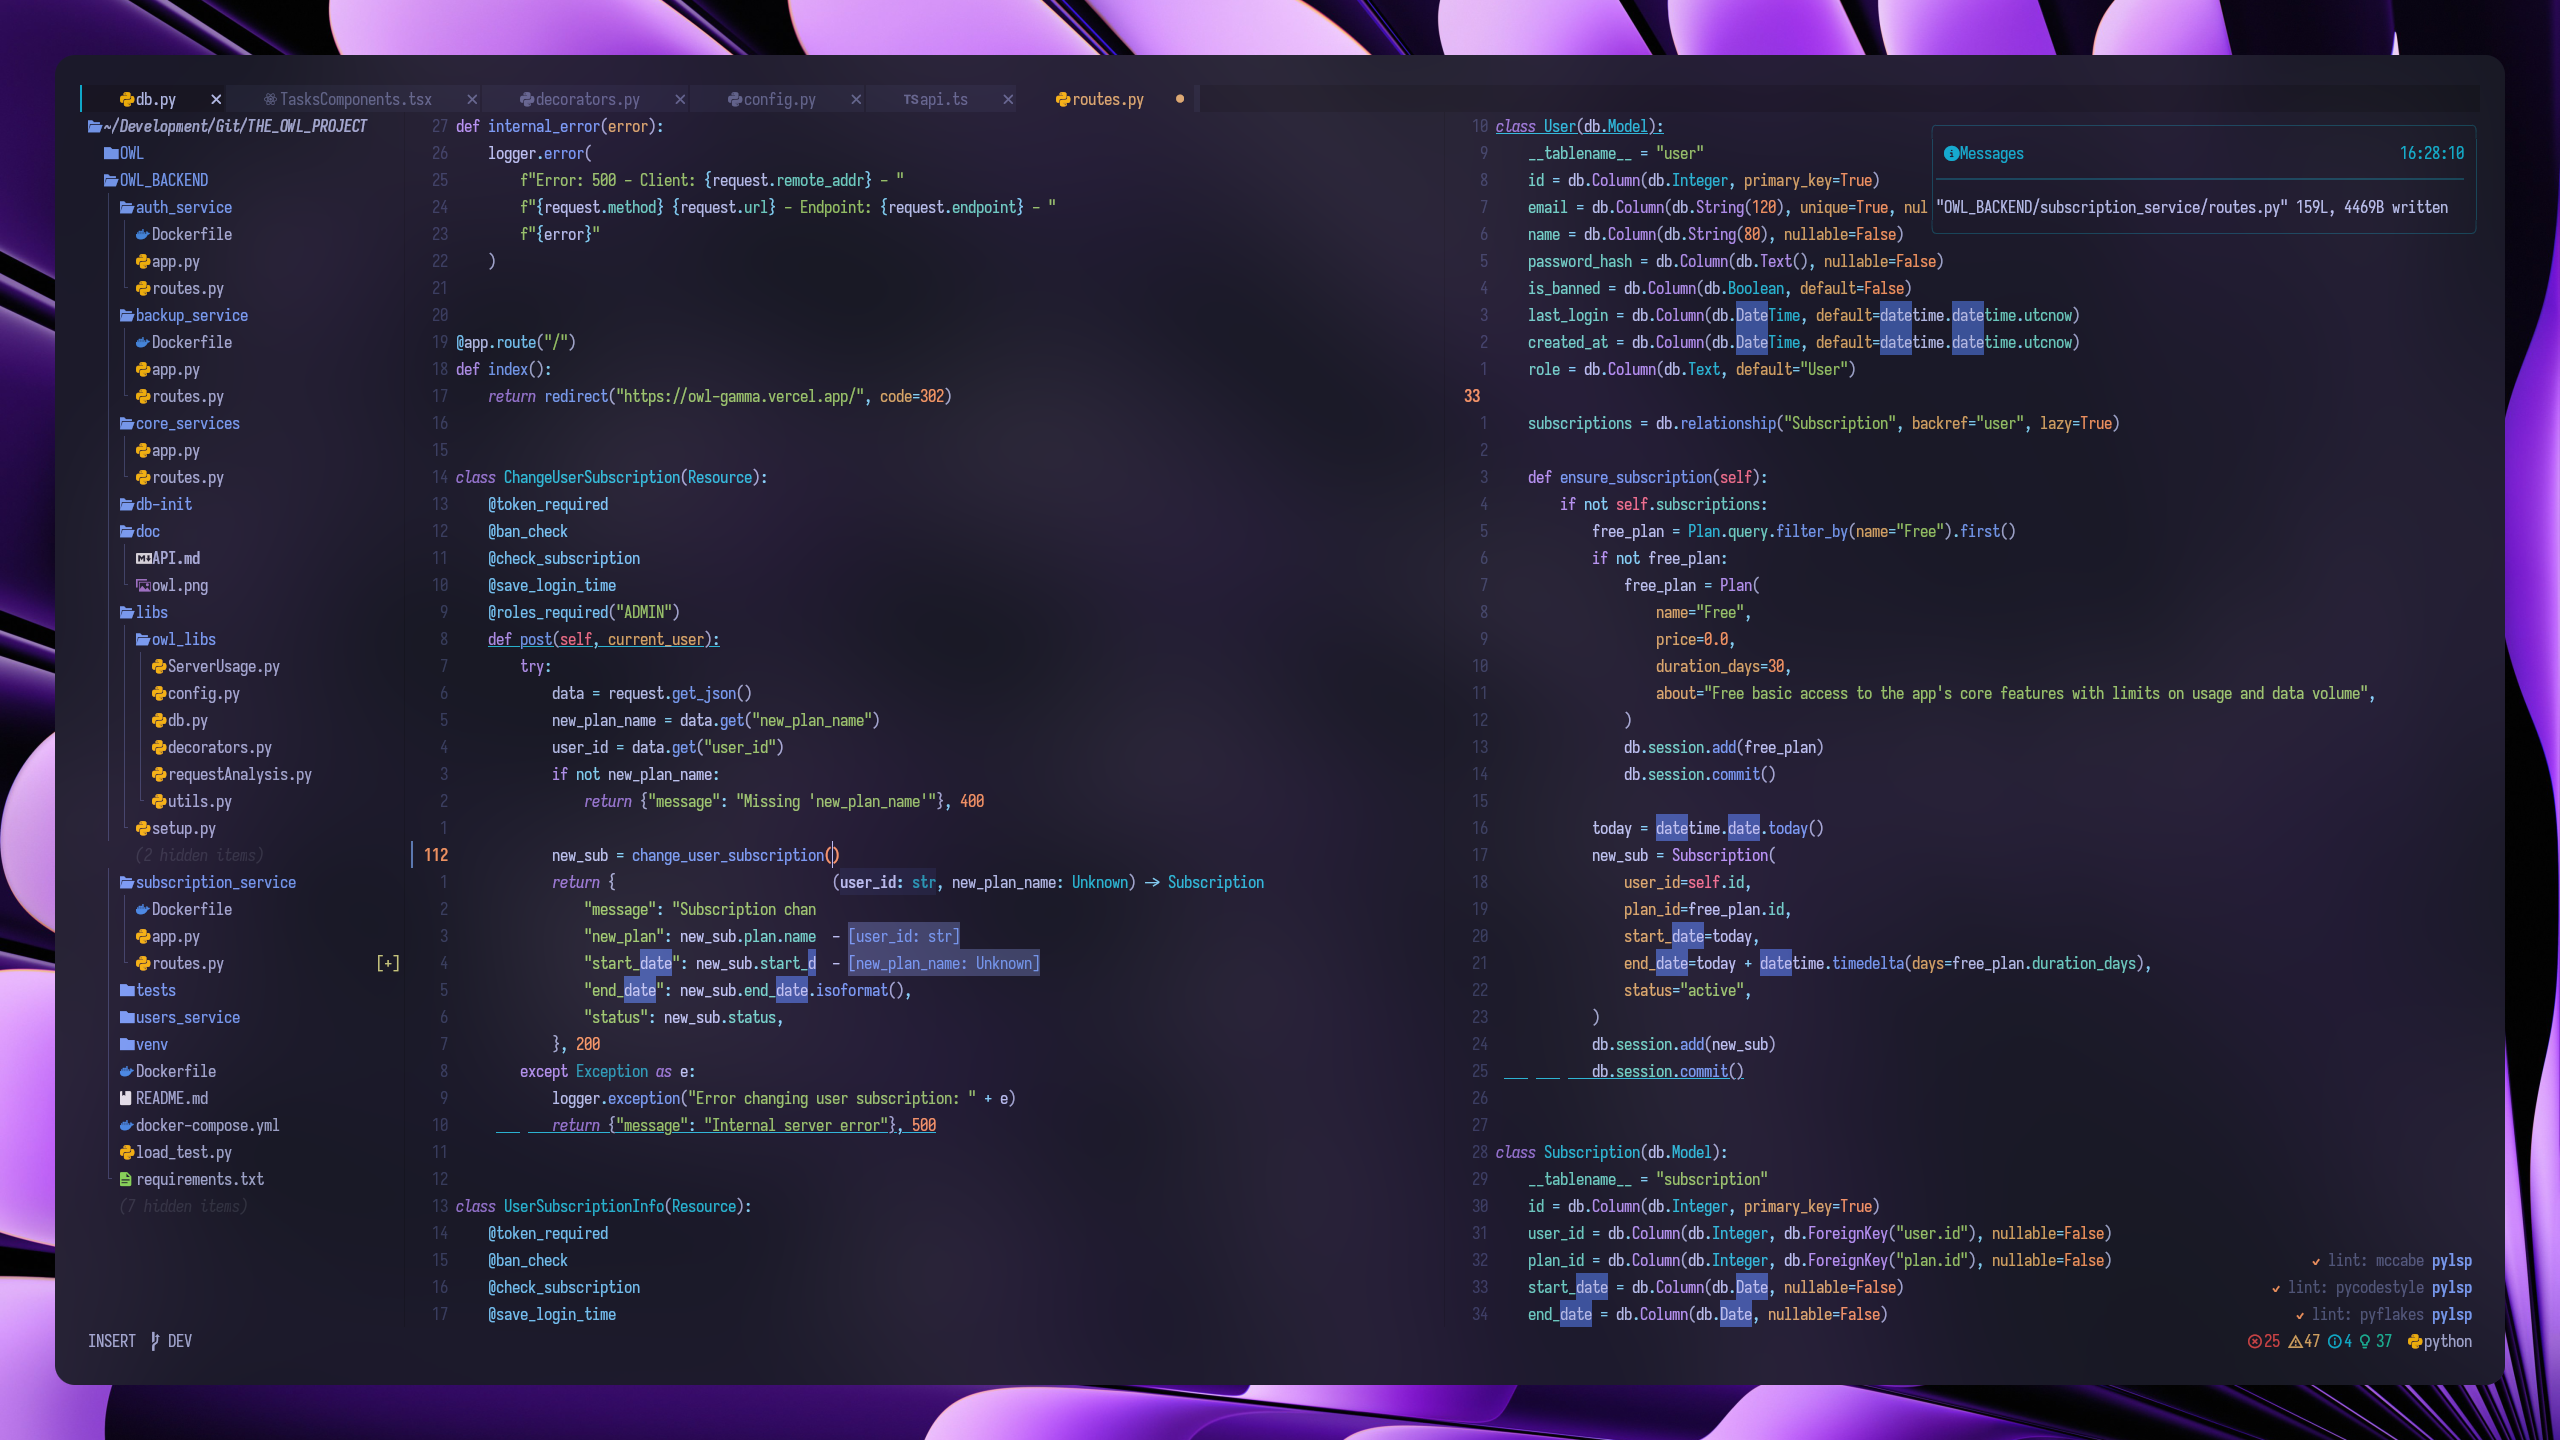 db.py
TasksComponents.tsx
decorators.py
config.py
TS api.ts
routes.py
~/Development/Git/THE_OWL_PROJECT
OWL
OWL_BACKEND
auth_service
Dockerfile
app.py
routes.py
backup_service
Dockerfile
app.py
routes.py
core_services
app.py
routes.py
db-init
doc
API.md
owl.png
libs
owl_libs
ServerUsage.py
config.py
db.py
decorators.py
requestAnalysis.py
utils.py
setup.py
(2 hidden items)
subscription_service
Dockerfile
app.py
routes.py [+]
tests
users_service
venv
Dockerfile
README.md
docker-compose.yml
load_test.py
requirements.txt
(7 hidden items)
27 def internal_error(error):
26     logger.error(
25         f"Error: 500 - Client: {request.remote_addr} - "
24         f"{request.method} {request.url} - Endpoint: {request.endpoint} - "
23         f"{error}"
22     )
21
20
19 @app.route("/")
18 def index():
17     return redirect("https://owl-gamma.vercel.app/", code=302)
16
15
14 class ChangeUserSubscription(Resource):
13     @token_required
12     @ban_check
11     @check_subscription
10     @save_login_time
9     @roles_required("ADMIN")
8     def post(self, current_user):
7         try:
6             data = request.get_json()
5             new_plan_name = data.get("new_plan_name")
4             user_id = data.get("user_id")
3             if not new_plan_name:
2                 return {"message": "Missing 'new_plan_name'"}, 400
1
112             new_sub = change_user_subscription()
1             return { (user_id: str, new_plan_name: Unknown) -> Subscription
2                 "message": "Subscription chan
3                 "new_plan": new_sub.plan.name - [user_id: str]
4                 "start_date": new_sub.start_d - [new_plan_name: Unknown]
5                 "end_date": new_sub.end_date.isoformat(),
6                 "status": new_sub.status,
7             }, 200
8         except Exception as e:
9             logger.exception("Error changing user subscription: " + e)
10             return {"message": "Internal server error"}, 500
11
12
13 class UserSubscriptionInfo(Resource):
14     @token_required
15     @ban_check
16     @check_subscription
17     @save_login_time
10 class User(db.Model):
9     __tablename__ = "user"
8     id = db.Column(db.Integer, primary_key=True)
7     email = db.Column(db.String(120), unique=True, nul
6     name = db.Column(db.String(80), nullable=False)
5     password_hash = db.Column(db.Text(), nullable=False)
4     is_banned = db.Column(db.Boolean, default=False)
3     last_login = db.Column(db.DateTime, default=datetime.datetime.utcnow)
2     created_at = db.Column(db.DateTime, default=datetime.datetime.utcnow)
1     role = db.Column(db.Text, default="User")
33
1     subscriptions = db.relationship("Subscription", backref="user", lazy=True)
2
3     def ensure_subscription(self):
4         if not self.subscriptions:
5             free_plan = Plan.query.filter_by(name="Free").first()
6             if not free_plan:
7                 free_plan = Plan(
8                     name="Free",
9                     price=0.0,
10                     duration_days=30,
11                     about="Free basic access to the app's core features with limits on usage and data volume",
12                 )
13                 db.session.add(free_plan)
14                 db.session.commit()
15
16             today = datetime.date.today()
17             new_sub = Subscription(
18                 user_id=self.id,
19                 plan_id=free_plan.id,
20                 start_date=today,
21                 end_date=today + datetime.timedelta(days=free_plan.duration_days),
22                 status="active",
23             )
24             db.session.add(new_sub)
25             db.session.commit()
26
27
28 class Subscription(db.Model):
29     __tablename__ = "subscription"
30     id = db.Column(db.Integer, primary_key=True)
31     user_id = db.Column(db.Integer, db.ForeignKey("user.id"), nullable=False)
32     plan_id = db.Column(db.Integer, db.ForeignKey("plan.id"), nullable=False)
33     start_date = db.Column(db.Date, nullable=False)
34     end_date = db.Column(db.Date, nullable=False)
Messages 16:28:10
"OWL_BACKEND/subscription_service/routes.py" 159L, 4469B written
✓ lint: mccabe pylsp
✓ lint: pycodestyle pylsp
✓ lint: pyflakes pylsp
INSERT DEV
25 47 4 37 python